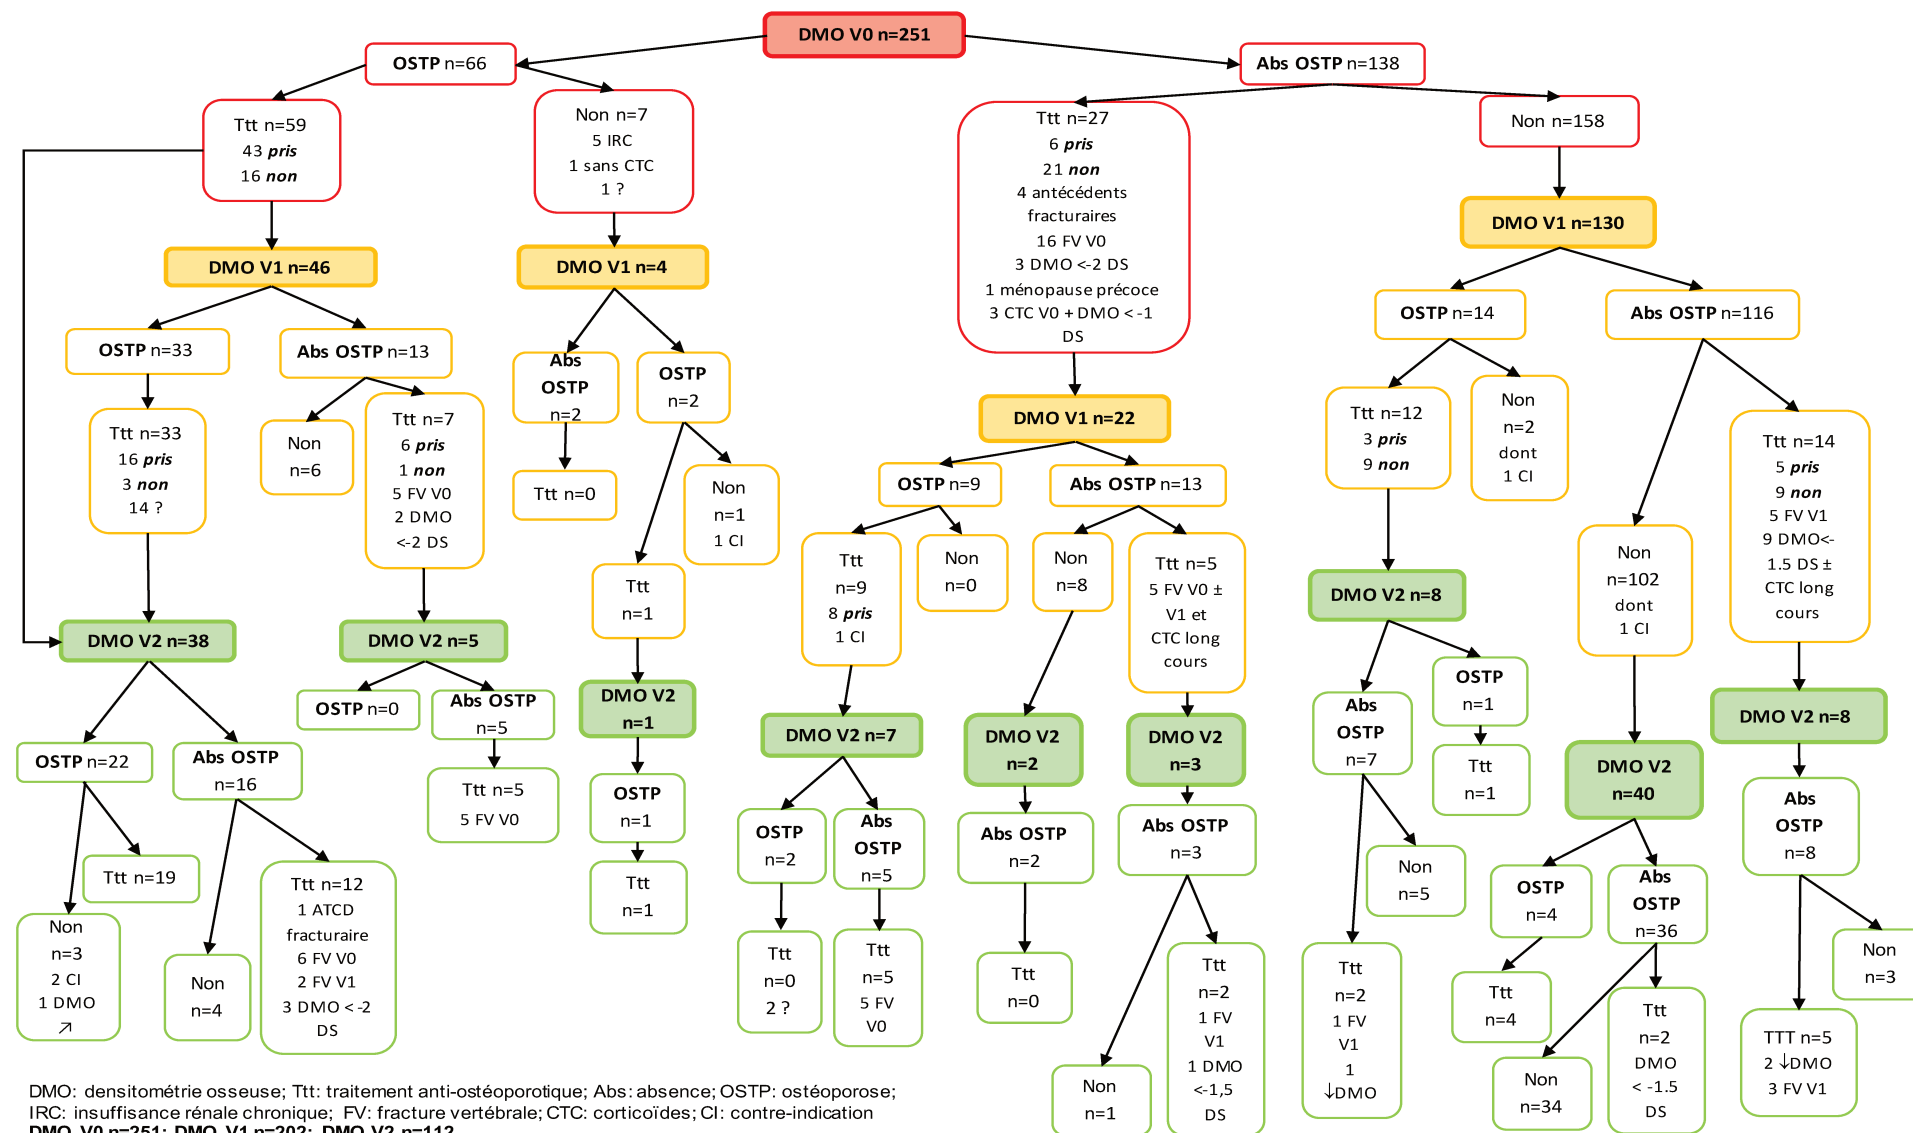 DMO V0 n=251
OSTP n=66
Abs OSTP n=138
Ttt n=59
43 pris
16 non
Non n=7
5 IRC
1 sans CTC
1 ?
Ttt n=27
6 pris
21 non
4 antécédents
fracturaires
16 FV V0
3 DMO <-2 DS
1 ménopause précoce
3 CTC V0 + DMO < -1
DS
Non n=158
DMO V1 n=46
DMO V1 n=4
DMO V1 n=22
DMO V1 n=130
OSTP n=33
Abs OSTP n=13
Abs
OSTP
n=2
OSTP
n=2
OSTP n=9
Abs OSTP n=13
OSTP n=14
Abs OSTP n=116
Ttt n=33
16 pris
3 non
14 ?
Non
n=6
Ttt n=7
6 pris
1 non
5 FV V0
2 DMO
<-2 DS
Ttt n=0
Non
n=1
1 CI
Ttt
n=1
Ttt
n=9
8 pris
1 CI
Non
n=0
Non
n=8
Ttt n=5
5 FV V0 ±
V1 et
CTC long
cours
Ttt n=12
3 pris
9 non
Non
n=2
dont
1 CI
Non
n=102
dont
1 CI
Ttt n=14
5 pris
9 non
5 FV V1
9 DMO<-
1.5 DS ±
CTC long
cours
DMO V2 n=38
DMO V2 n=5
DMO V2
n=1
DMO V2 n=7
DMO V2
n=2
DMO V2
n=3
DMO V2 n=8
DMO V2
n=40
DMO V2 n=8
OSTP n=22
Abs OSTP
n=16
OSTP n=0
Abs OSTP
n=5
OSTP
n=1
OSTP
n=2
Abs
OSTP
n=5
Abs OSTP
n=2
Abs OSTP
n=3
Abs
OSTP
n=7
OSTP
n=1
OSTP
n=4
Abs
OSTP
n=36
Abs
OSTP
n=8
Non
n=3
2 CI
1 DMO
↗
Ttt n=19
Non
n=4
Ttt n=12
1 ATCD
fracturaire
6 FV V0
2 FV V1
3 DMO < -2
DS
Ttt n=5
5 FV V0
Ttt
n=1
Ttt
n=0
2 ?
Ttt
n=5
5 FV
V0
Ttt
n=0
Non
n=1
Ttt
n=2
1 FV
V1
1 DMO
<-1,5
DS
Ttt
n=2
1 FV
V1
1
↓DMO
Non
n=5
Ttt
n=1
Ttt
n=4
Non
n=34
Ttt
n=2
DMO
< -1.5
DS
TTT n=5
2 ↓DMO
3 FV V1
Non
n=3
DMO: densitométrie osseuse; Ttt: traitement anti-ostéoporotique; Abs: absence; OSTP: ostéoporose;
IRC: insuffisance rénale chronique; FV: fracture vertébrale; CTC: corticoïdes; CI: contre-indication
DMO V0 n=251; DMO V1 n=202; DMO V2 n=112